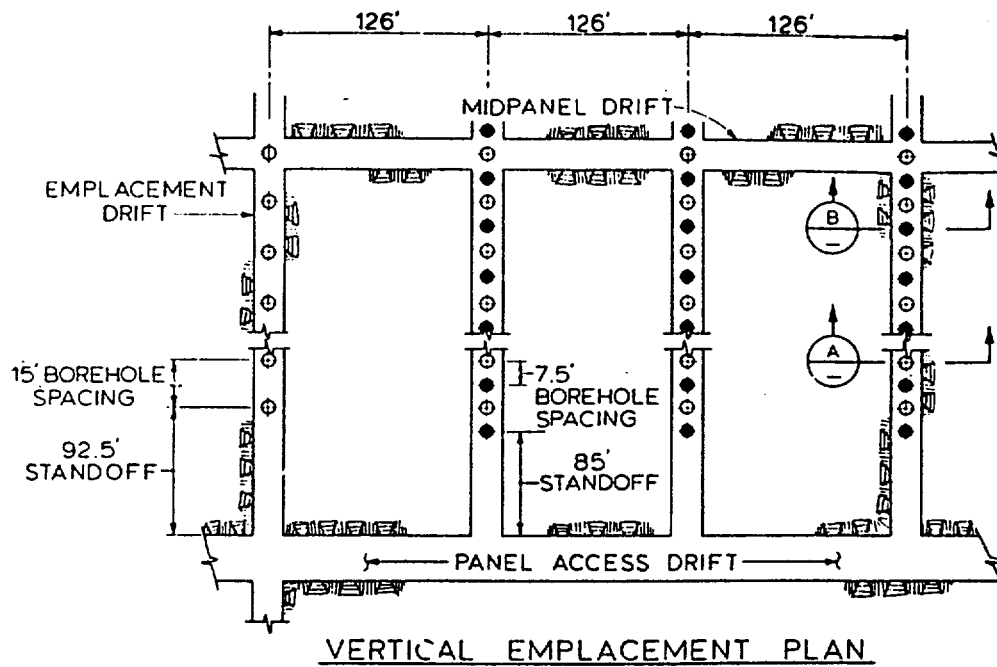 126'
126'
126'
MIDPANEL DRIFT
EMPLACEMENT
DRIFT
B
A
15' BOREHOLE
SPACING
7.5'
BOREHOLE
SPACING
92.5'
STANDOFF
85'
STANDOFF
PANEL ACCESS DRIFT
VERTICAL EMPLACEMENT PLAN